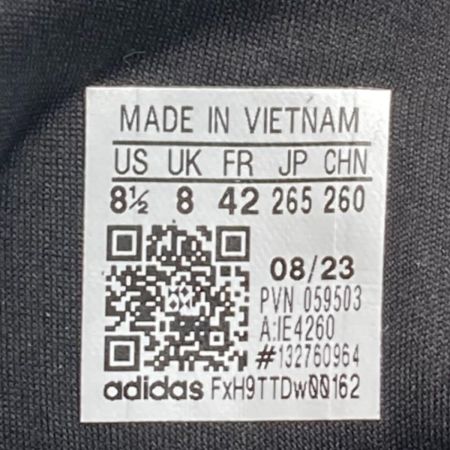 MADE IN VIETNAM
US UK FR JP CHN
8½ 8 42 265 260
08/23
PVN 059503
A:IE4260
#132760964
adidas FxH9TTDwQQ162